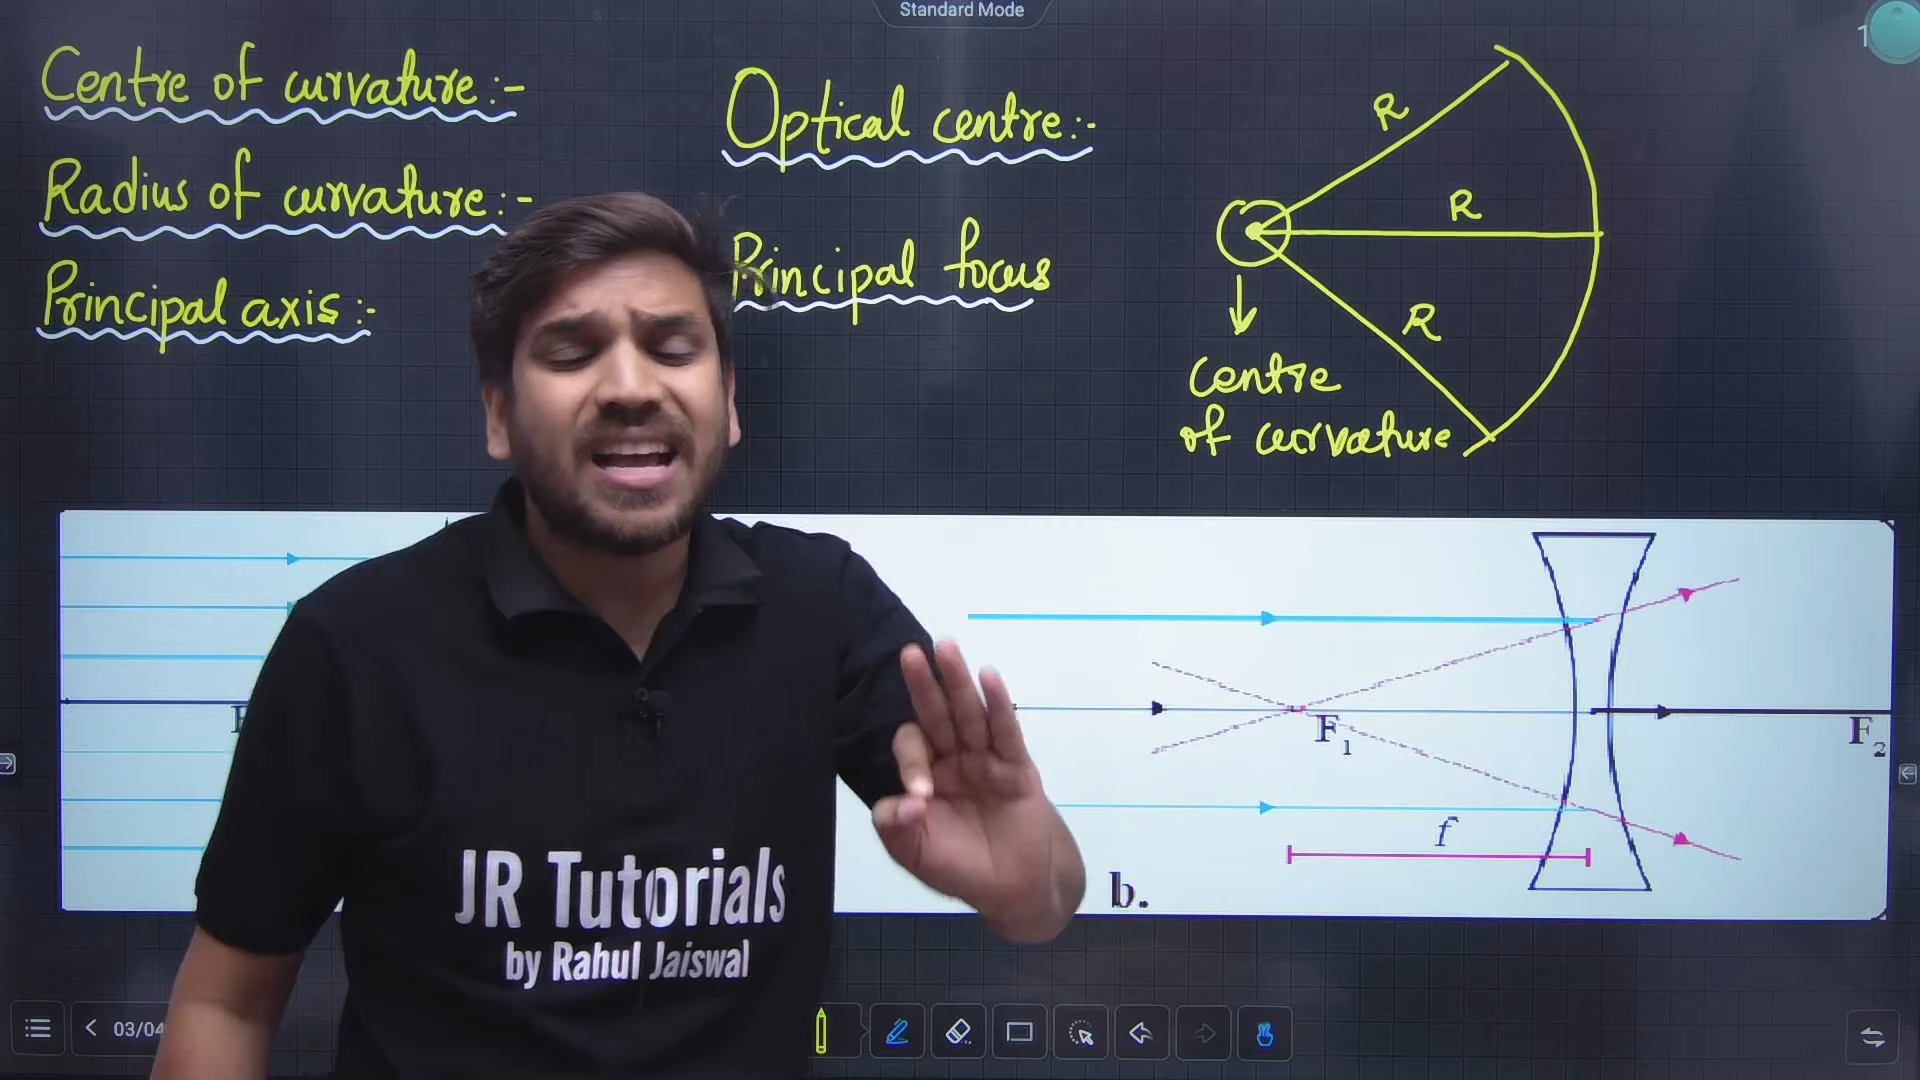 Standard Mode
1
Centre of curvature:-
Optical centre:-
Radius of curvature:-
Principal focus
Principal axis:-
R
R
R
centre
of curvature
F
F1
F2
f
b.
JR Tutorials
by Rahul Jaiswal
03/04